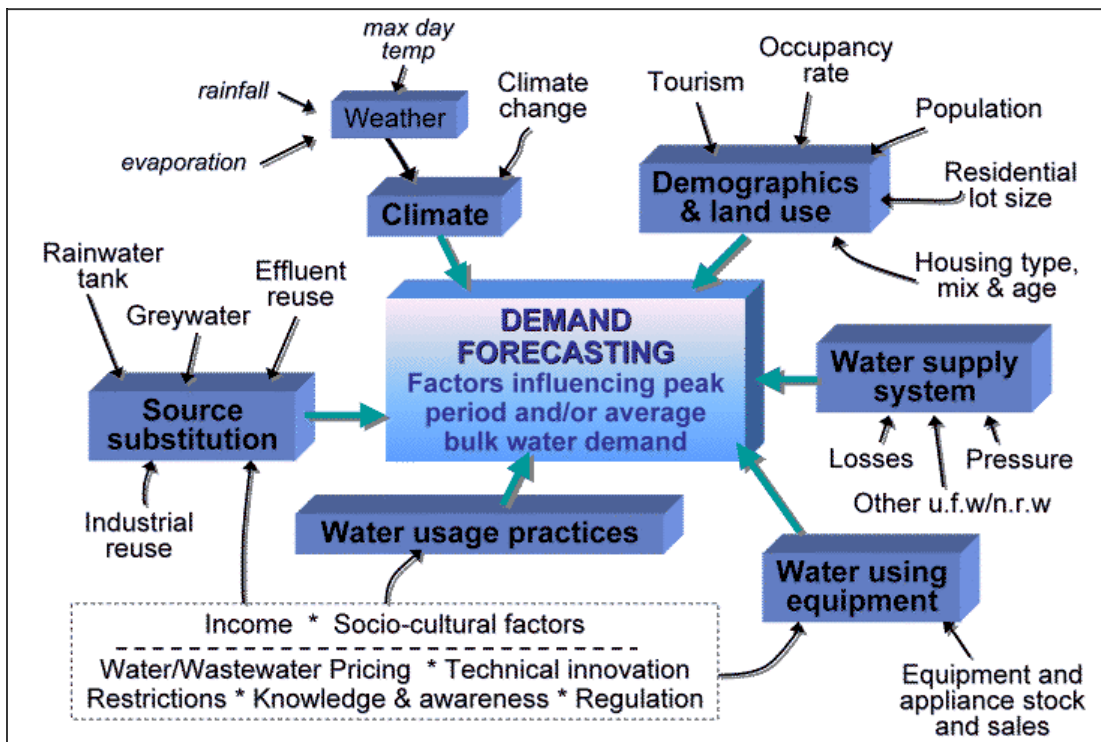 max day
temp
rainfall
Weather
evaporation
Climate
change
Climate
Tourism
Occupancy
rate
Population
Demographics
& land use
Residential
lot size
Housing type,
mix & age
Rainwater
tank
Greywater
Effluent
reuse
Source
substitution
Industrial
reuse
DEMAND
FORECASTING
Factors influencing peak
period and/or average
bulk water demand
Water supply
system
Losses
Pressure
Other u.f.w/n.r.w
Water usage practices
Water using
equipment
Equipment and
appliance stock
and sales
Income * Socio-cultural factors
Water/Wastewater Pricing * Technical innovation
Restrictions * Knowledge & awareness * Regulation